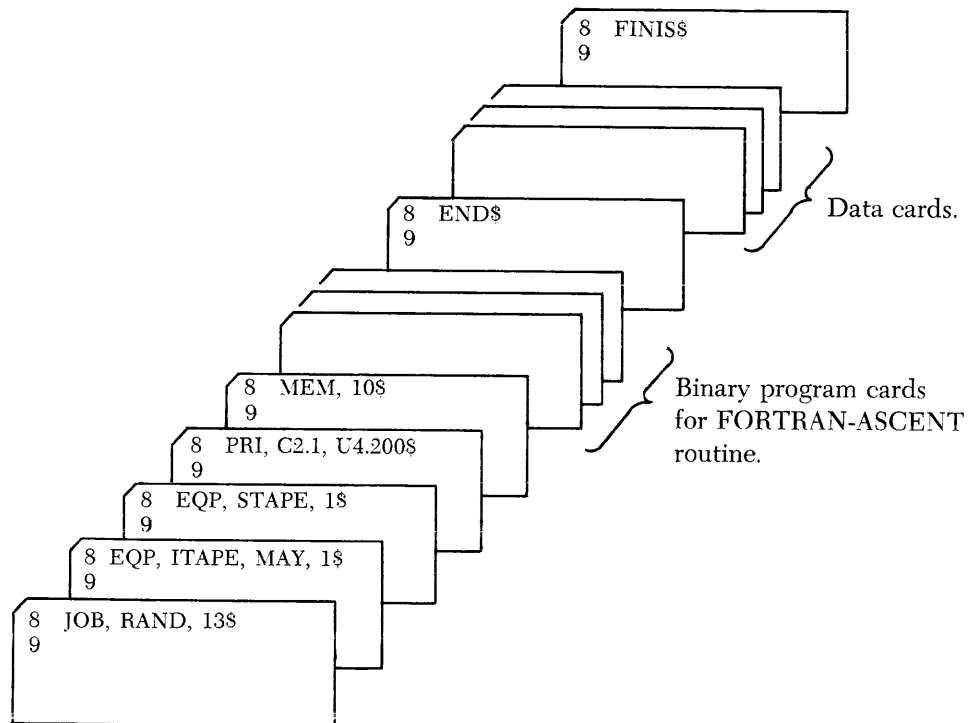 8 FINIS$
9
Data cards.
8 END$
9
Binary program cards
for FORTRAN-ASCENT
routine.
8 MEM, 10$
9
8 PRI, C2.1, U4.200$
9
8 EQP, STAPE, 1$
9
8 EQP, ITAPE, MAY, 1$
9
8 JOB, RAND, 13$
9